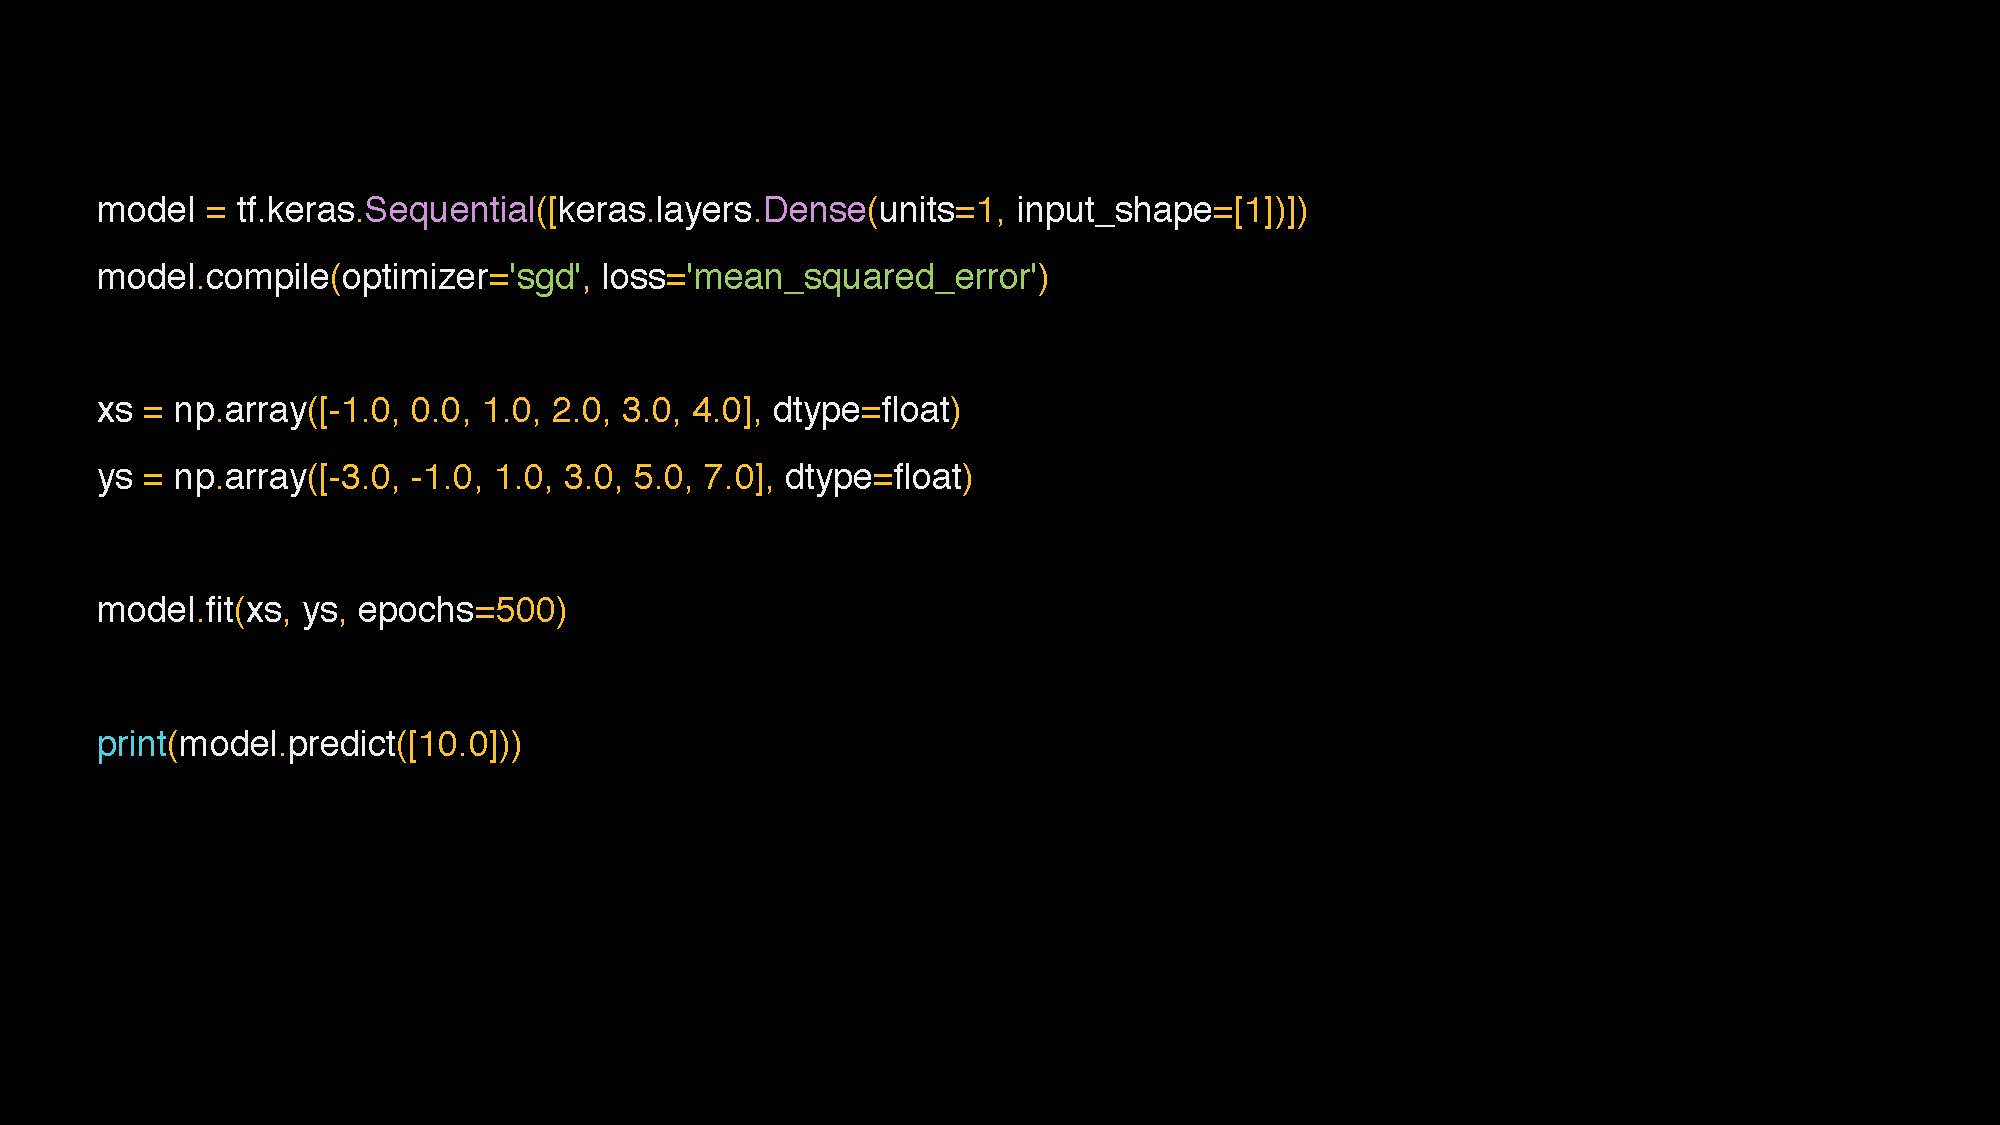 model = tf.keras.Sequential([keras.layers.Dense(units=1, input_shape=[1])])
model.compile(optimizer='sgd', loss='mean_squared_error')
xs = np.array([-1.0, 0.0, 1.0, 2.0, 3.0, 4.0], dtype=float)
ys = np.array([-3.0, -1.0, 1.0, 3.0, 5.0, 7.0], dtype=float)
model.fit(xs, ys, epochs=500)
print(model.predict([10.0]))